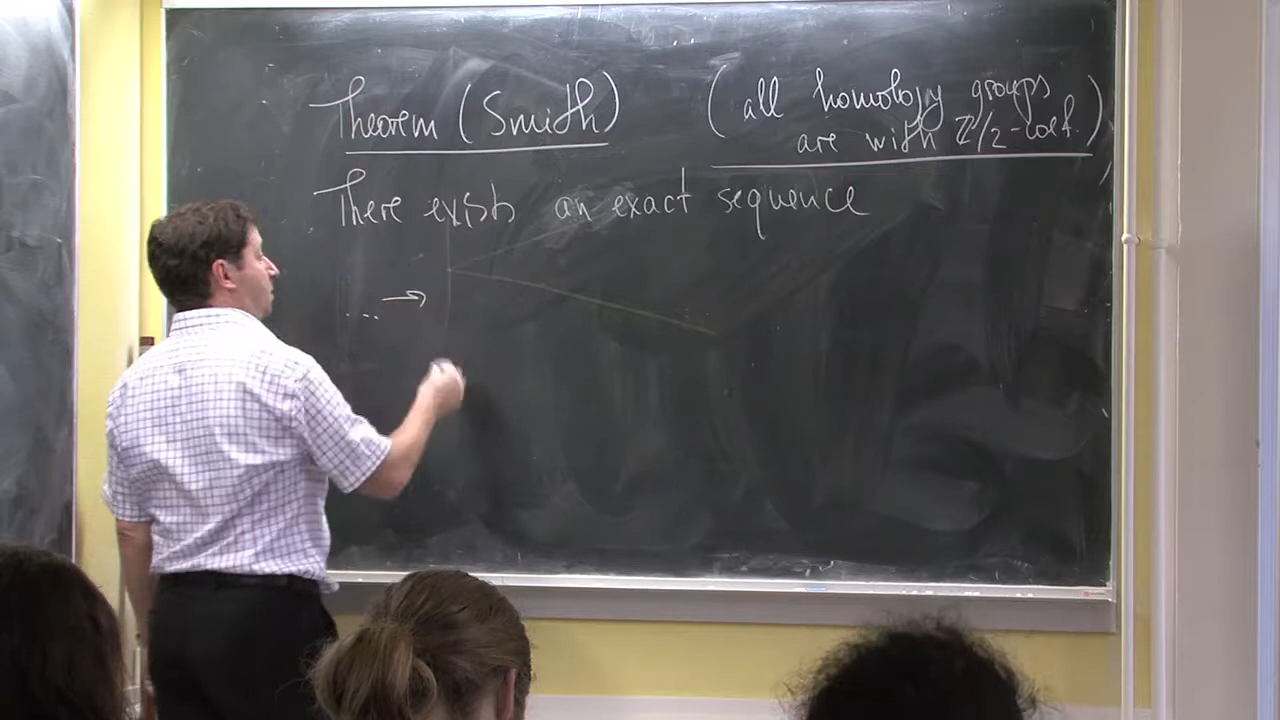 Theorem (Smith)
(all homology groups
are with ℤ/2-coef.)
There exists an exact sequence
... →